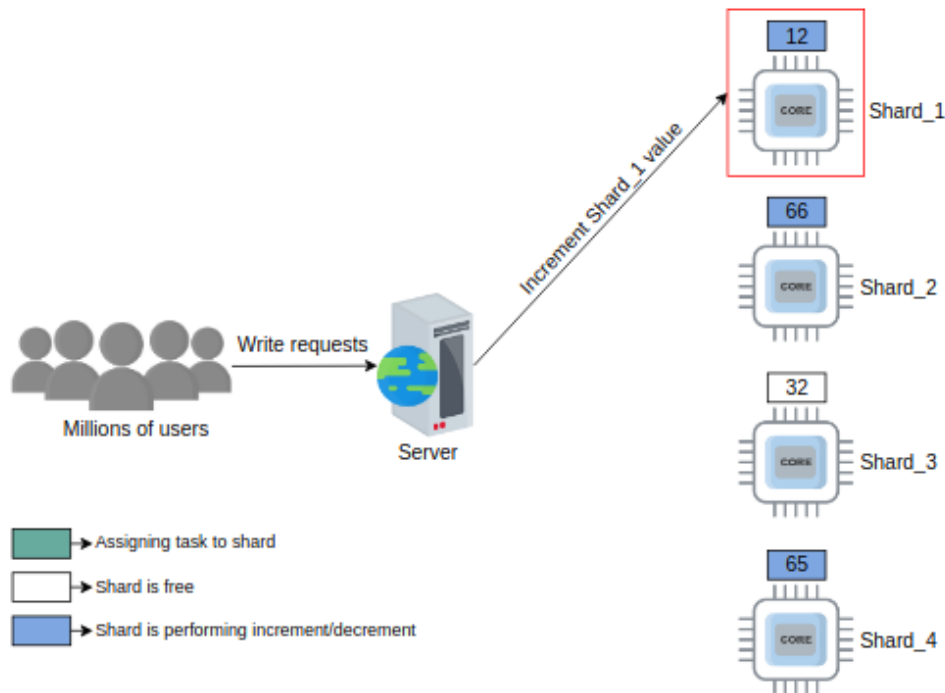 12
CORE
Shard_1
Increment Shard_1 value
66
CORE
Shard_2
Write requests
Millions of users
Server
32
CORE
Shard_3
Assigning task to shard
Shard is free
Shard is performing increment/decrement
65
CORE
Shard_4